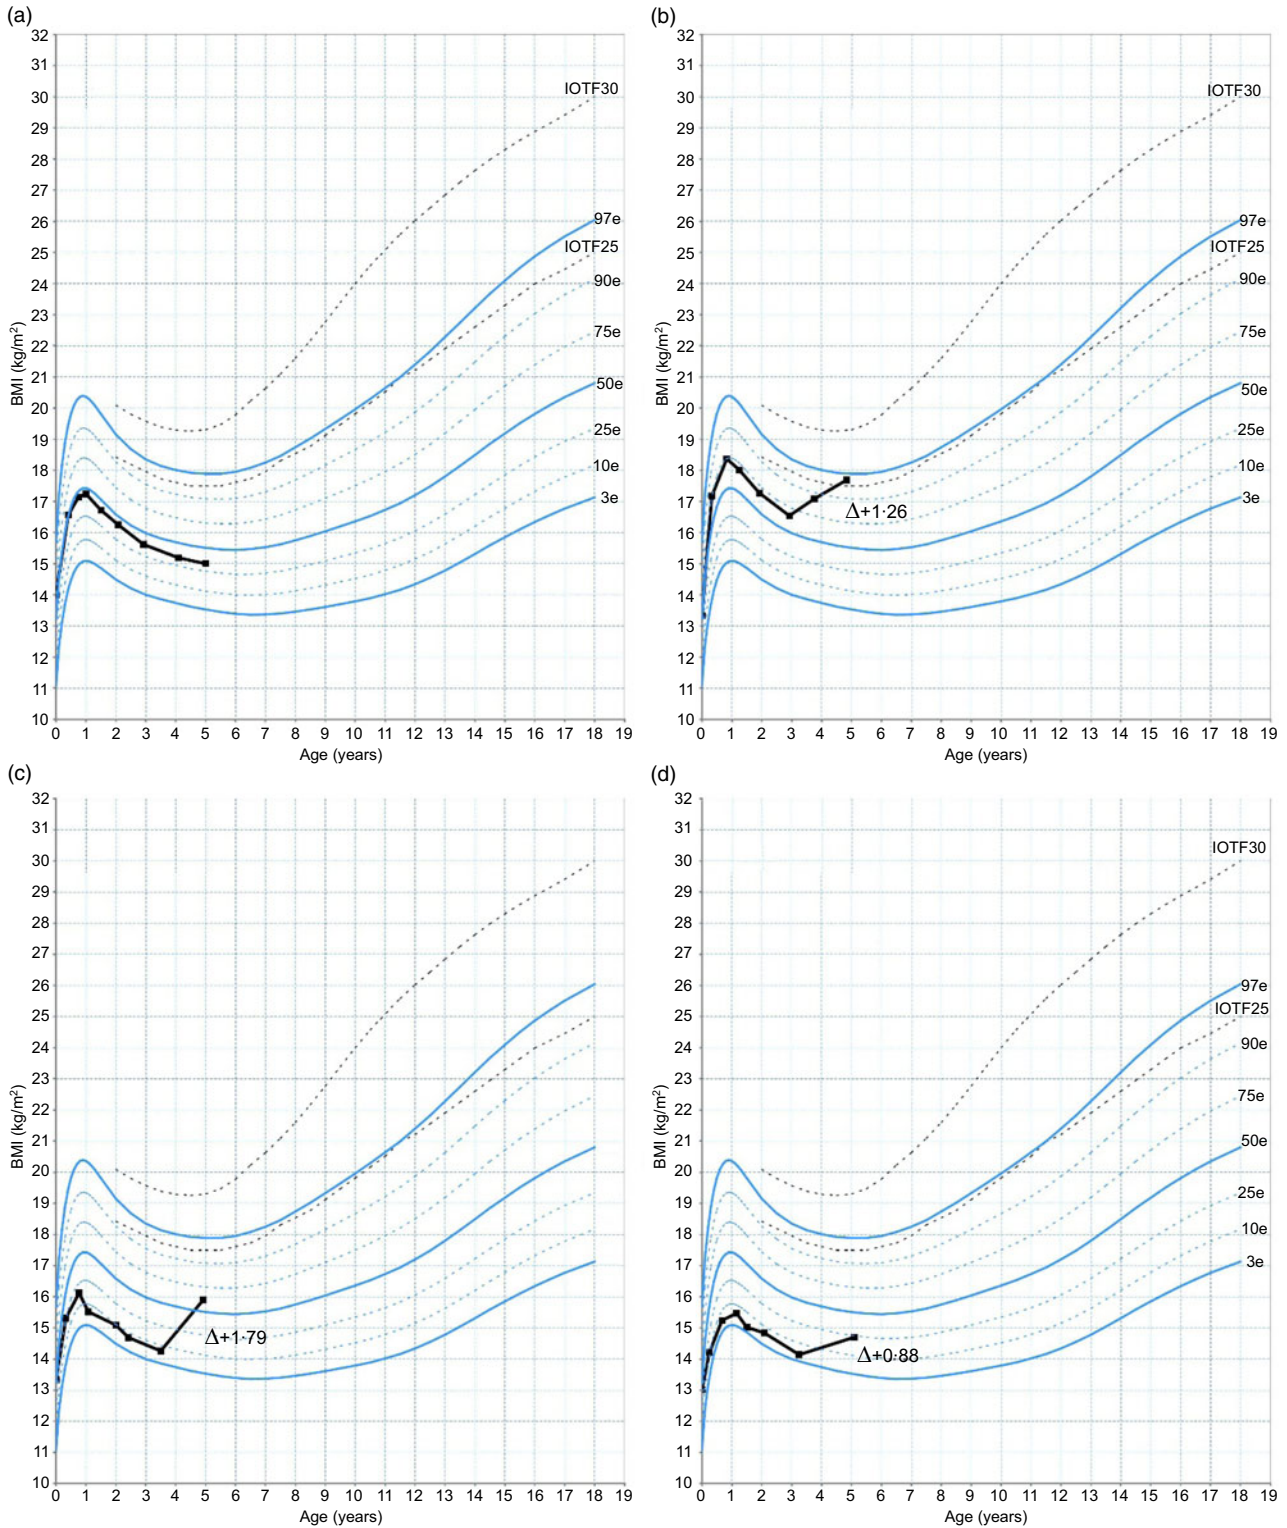 (a)
32
31
30
29
28
27
26
25
24
23
22
21
20
19
18
17
16
15
14
13
12
11
10
BMI (kg/m²)
IOTF30
97e
IOTF25
90e
75e
50e
25e
10e
3e
0 1 2 3 4 5 6 7 8 9 10 11 12 13 14 15 16 17 18 19
Age (years)
(b)
32
31
30
29
28
27
26
25
24
23
22
21
20
19
18
17
16
15
14
13
12
11
10
BMI (kg/m²)
IOTF30
97e
IOTF25
90e
75e
50e
25e
10e
3e
Δ+1·26
0 1 2 3 4 5 6 7 8 9 10 11 12 13 14 15 16 17 18 19
Age (years)
(c)
32
31
30
29
28
27
26
25
24
23
22
21
20
19
18
17
16
15
14
13
12
11
10
BMI (kg/m²)
Δ+1·79
0 1 2 3 4 5 6 7 8 9 10 11 12 13 14 15 16 17 18 19
Age (years)
(d)
32
31
30
29
28
27
26
25
24
23
22
21
20
19
18
17
16
15
14
13
12
11
10
BMI (kg/m²)
IOTF30
97e
IOTF25
90e
75e
50e
25e
10e
3e
Δ+0·88
0 1 2 3 4 5 6 7 8 9 10 11 12 13 14 15 16 17 18 19
Age (years)